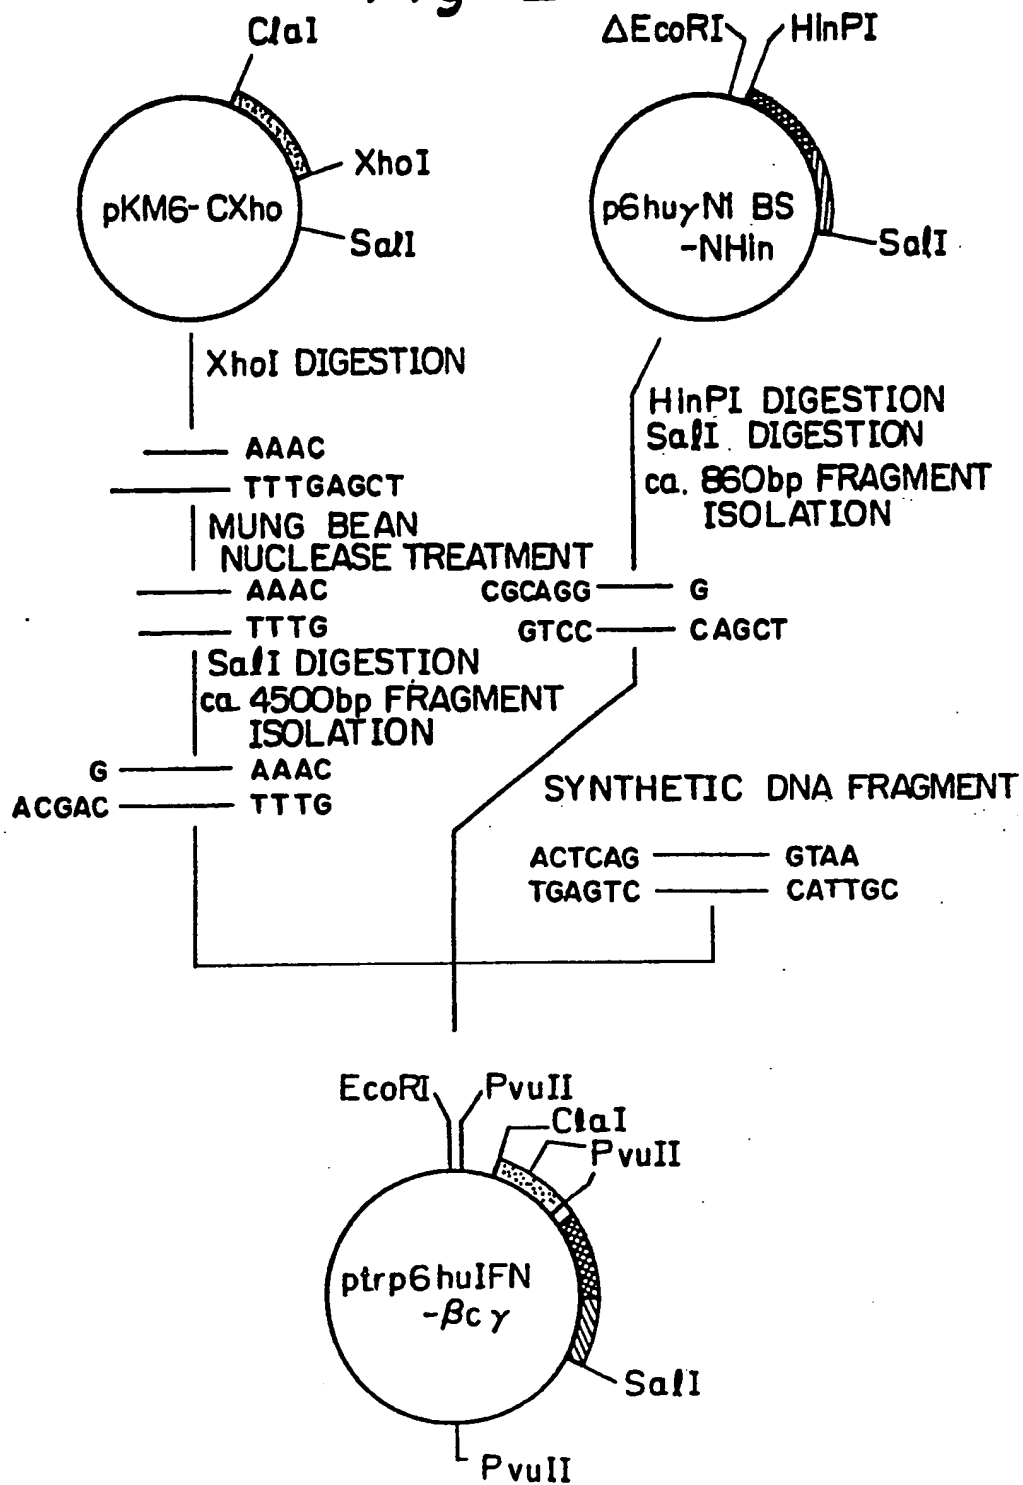 Fig
ClaI
XhoI
SalI
pKM6-CXho
ΔEcoRI
HinPI
p6huγN1 BS
-NHin
SalI
XhoI DIGESTION
AAAC
TTTGAGCT
MUNG BEAN
NUCLEASE TREATMENT
AAAC
TTTG
SalI DIGESTION
ca. 4500bp FRAGMENT
ISOLATION
G AAAC
ACGAC TTTG
HinPI DIGESTION
SalI DIGESTION
ca. 860bp FRAGMENT
ISOLATION
CGCAGG G
GTCC CAGCT
SYNTHETIC DNA FRAGMENT
ACTCAG GTAA
TGAGTC CATTGC
EcoRI
PvuII
ClaI
PvuII
ptrp6huIFN
-βcγ
SalI
PvuII